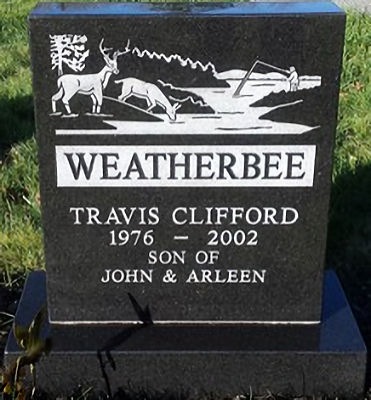 WEATHERBEE
TRAVIS CLIFFORD
1976 – 2002
SON OF
JOHN & ARLEEN